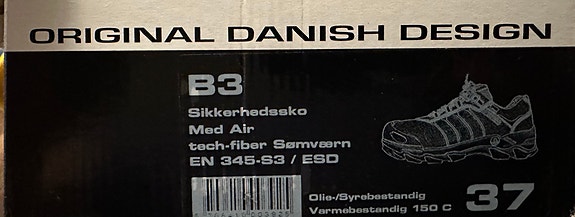 ORIGINAL DANISH DESIGN
B3
Sikkerhedssko
Med Air
tech-fiber Sømværn
EN 345-S3 / ESD
Olie-/Syrebestandig
Varmebestandig 150 C
37